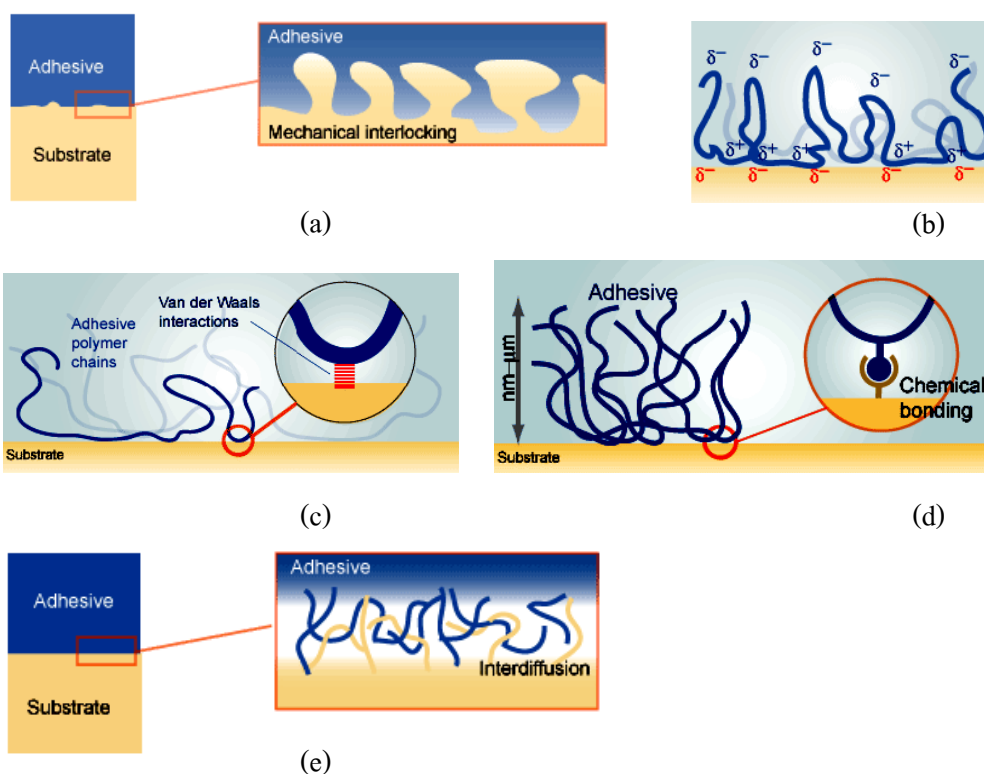 Adhesive
Substrate
Adhesive
Mechanical interlocking
(a)
δ⁻ δ⁻ δ⁻ δ⁻ δ⁻
δ⁺ δ⁺ δ⁺ δ⁺ δ⁺
δ⁻ δ⁻ δ⁻ δ⁻ δ⁻
(b)
Van der Waals
interactions
Adhesive
polymer
chains
Substrate
(c)
Adhesive
nm–μm
Chemical
bonding
Substrate
(d)
Adhesive
Substrate
Adhesive
Interdiffusion
(e)